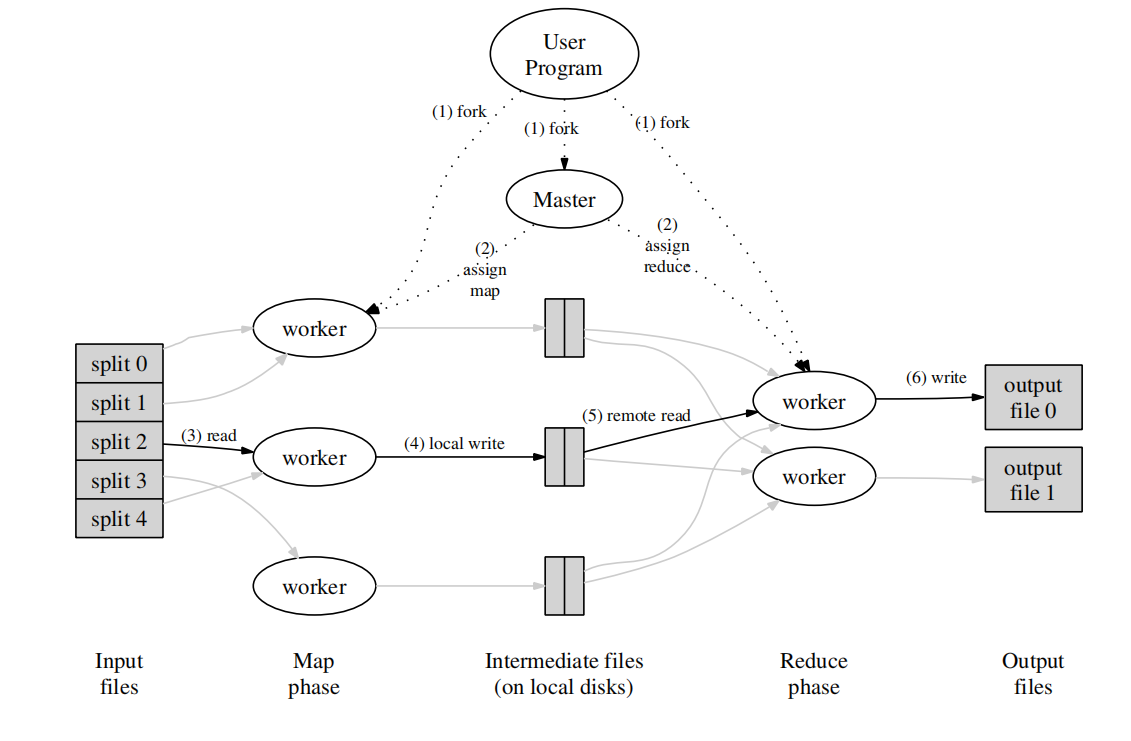 User
Program
(1) fork
(1) fork
(1) fork
Master
(2)
assign
map
(2)
assign
reduce
worker
split 0
split 1
split 2
split 3
split 4
(3) read
worker
(4) local write
worker
(5) remote read
worker
worker
(6) write
output
file 0
output
file 1
Input
files
Map
phase
Intermediate files
(on local disks)
Reduce
phase
Output
files